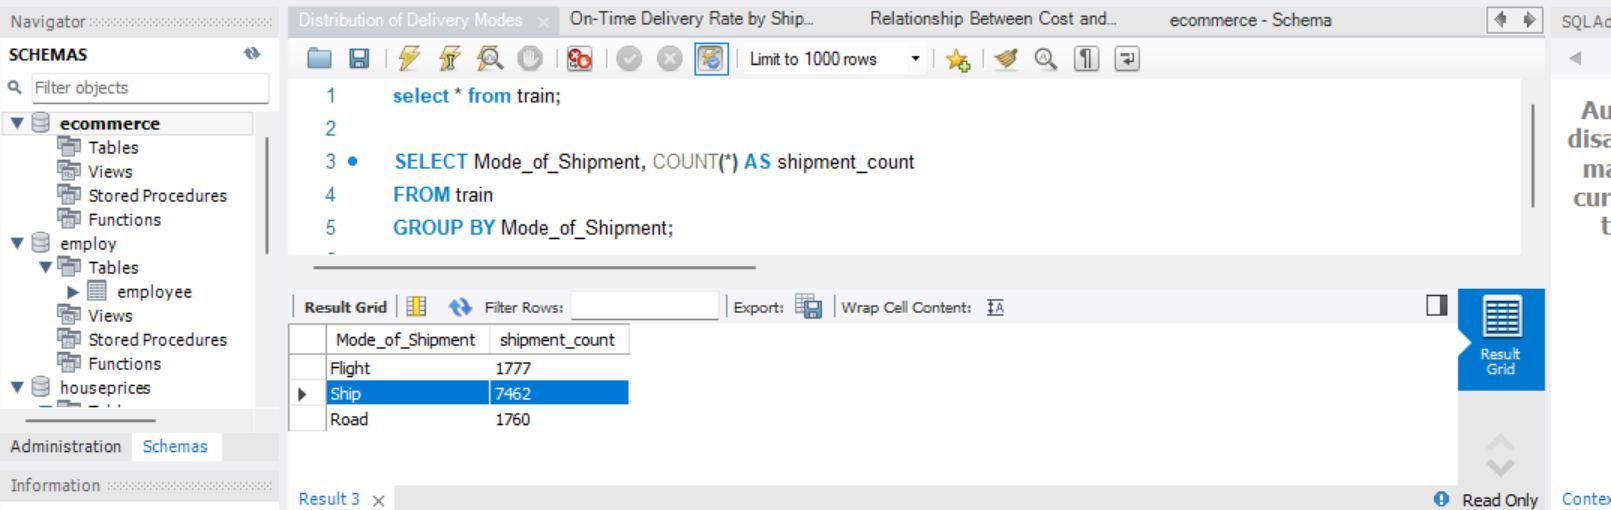 Navigator
SCHEMAS
Filter objects
ecommerce
Tables
Views
Stored Procedures
Functions
employ
Tables
employee
Views
Stored Procedures
Functions
houseprices
Administration Schemas
Information
Distribution of Delivery Modes
On-Time Delivery Rate by Ship...
Relationship Between Cost and...
ecommerce - Schema
Limit to 1000 rows
1 select * from train;
2
3 SELECT Mode_of_Shipment, COUNT(*) AS shipment_count
4 FROM train
5 GROUP BY Mode_of_Shipment;
Result Grid Filter Rows: Export: Wrap Cell Content:
Mode_of_Shipment shipment_count
Flight 1777
Ship 7462
Road 1760
Result 3
Result
Grid
Read Only
SQLAd
Au
disa
ma
cur
t
Contex